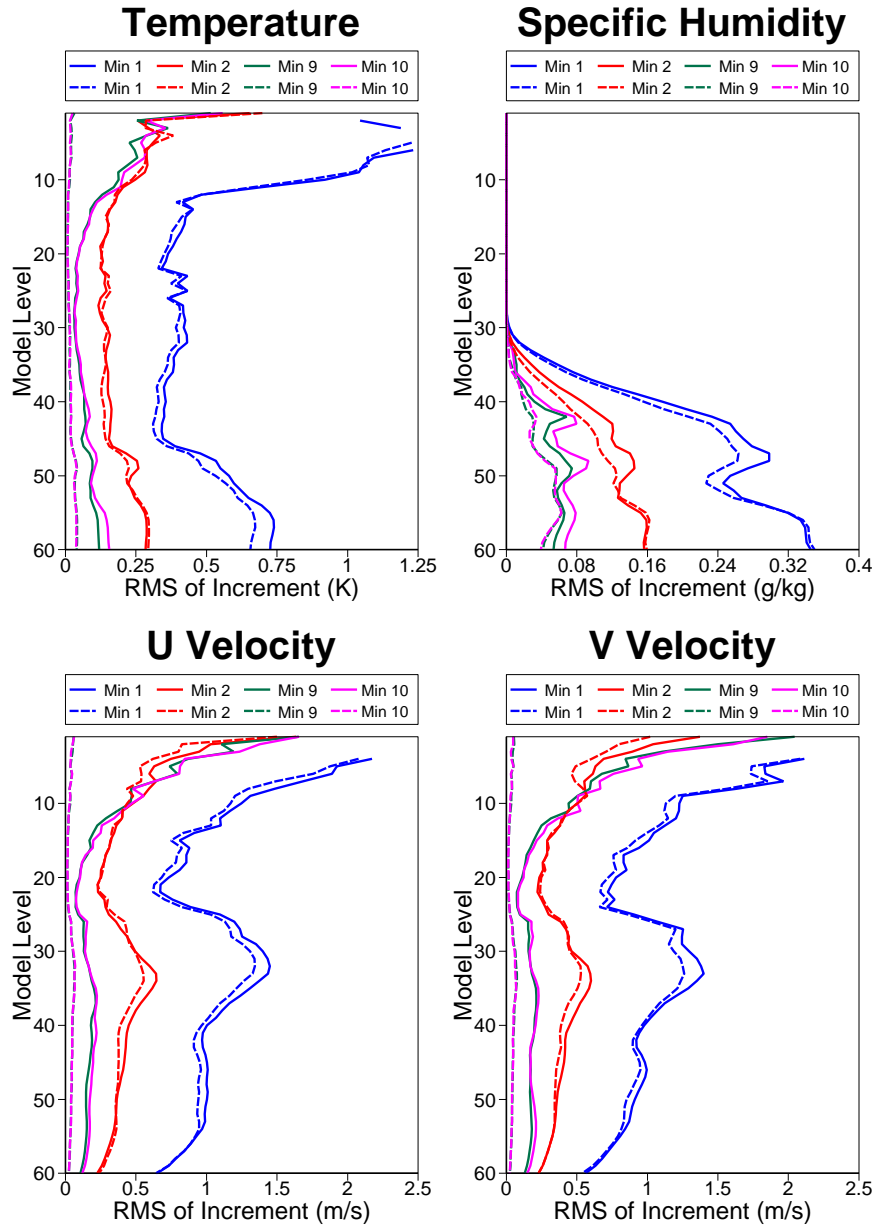 Temperature
Min 1 Min 2 Min 9 Min 10
Min 1 Min 2 Min 9 Min 10
10
20
30
40
50
60
Model Level
0 0.25 0.5 0.75 1 1.25
RMS of Increment (K)
Specific Humidity
Min 1 Min 2 Min 9 Min 10
Min 1 Min 2 Min 9 Min 10
10
20
30
40
50
60
Model Level
0 0.08 0.16 0.24 0.32 0.4
RMS of Increment (g/kg)
U Velocity
Min 1 Min 2 Min 9 Min 10
Min 1 Min 2 Min 9 Min 10
10
20
30
40
50
60
Model Level
0 0.5 1 1.5 2 2.5
RMS of Increment (m/s)
V Velocity
Min 1 Min 2 Min 9 Min 10
Min 1 Min 2 Min 9 Min 10
10
20
30
40
50
60
Model Level
0 0.5 1 1.5 2 2.5
RMS of Increment (m/s)